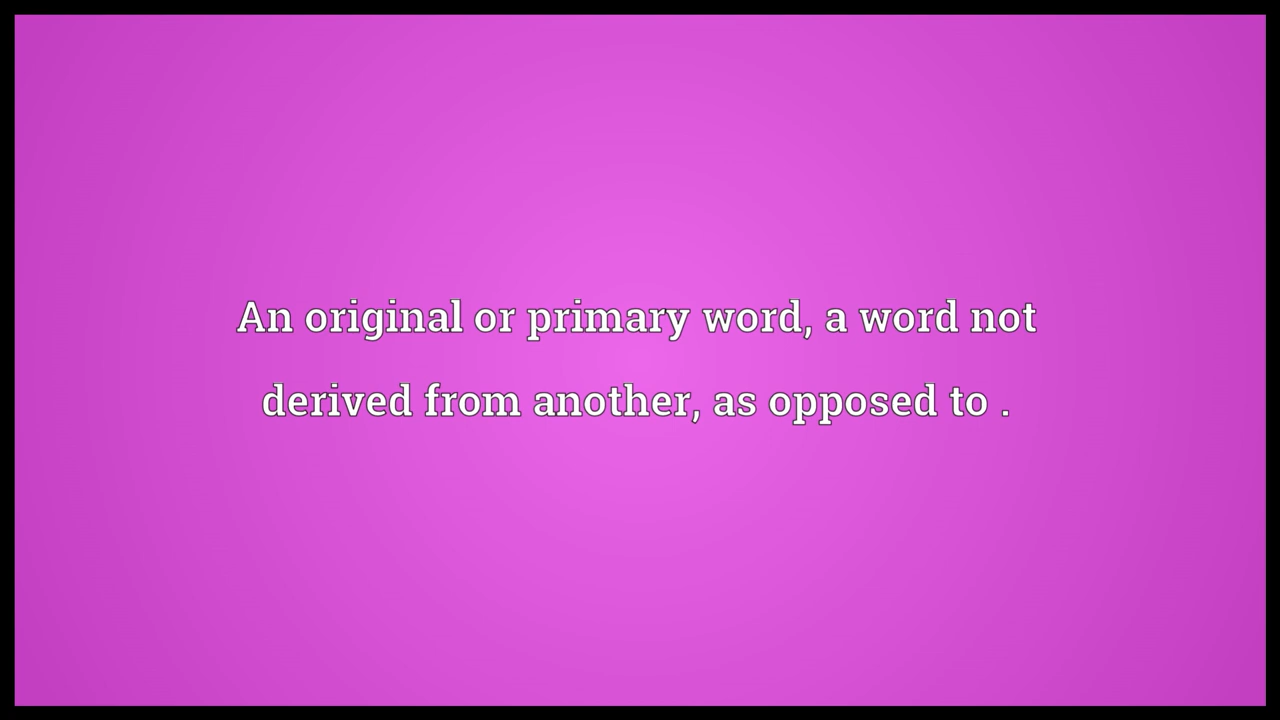 An original or primary word, a word not
derived from another, as opposed to .